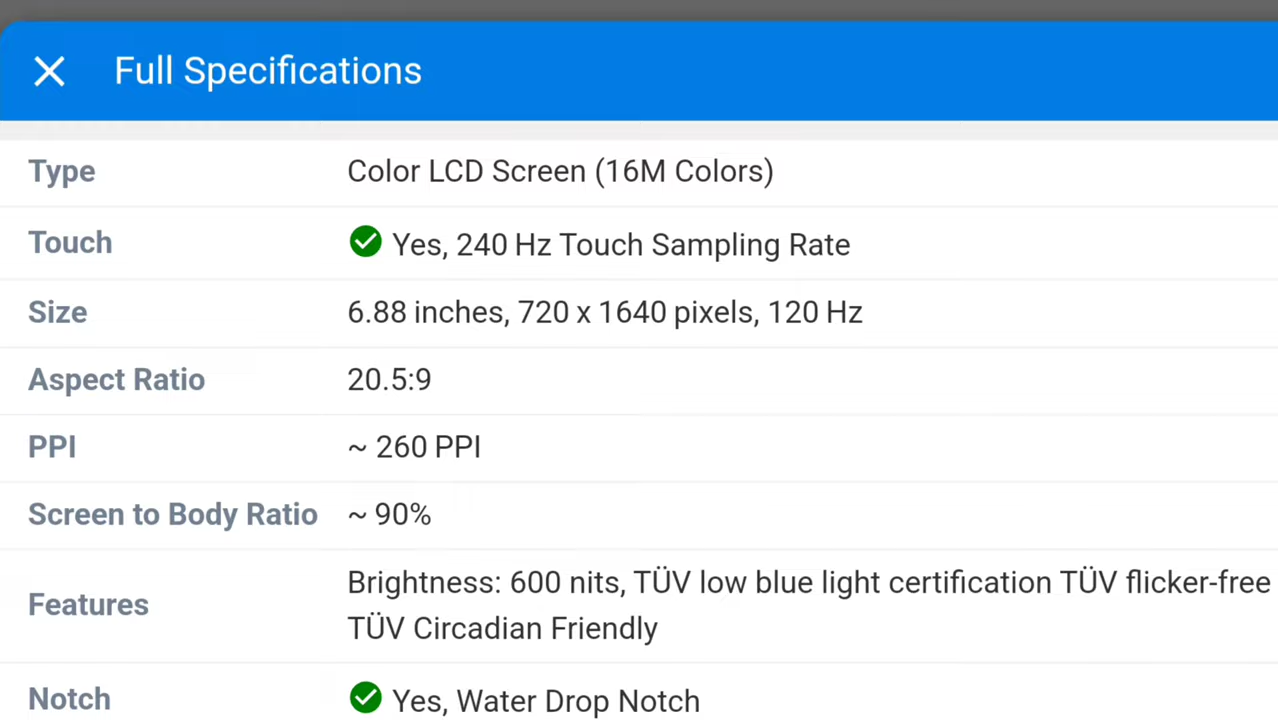 Full Specifications
Type Color LCD Screen (16M Colors)
Touch Yes, 240 Hz Touch Sampling Rate
Size 6.88 inches, 720 x 1640 pixels, 120 Hz
Aspect Ratio 20.5:9
PPI ~ 260 PPI
Screen to Body Ratio ~ 90%
Features Brightness: 600 nits, TÜV low blue light certification TÜV flicker-free
TÜV Circadian Friendly
Notch Yes, Water Drop Notch